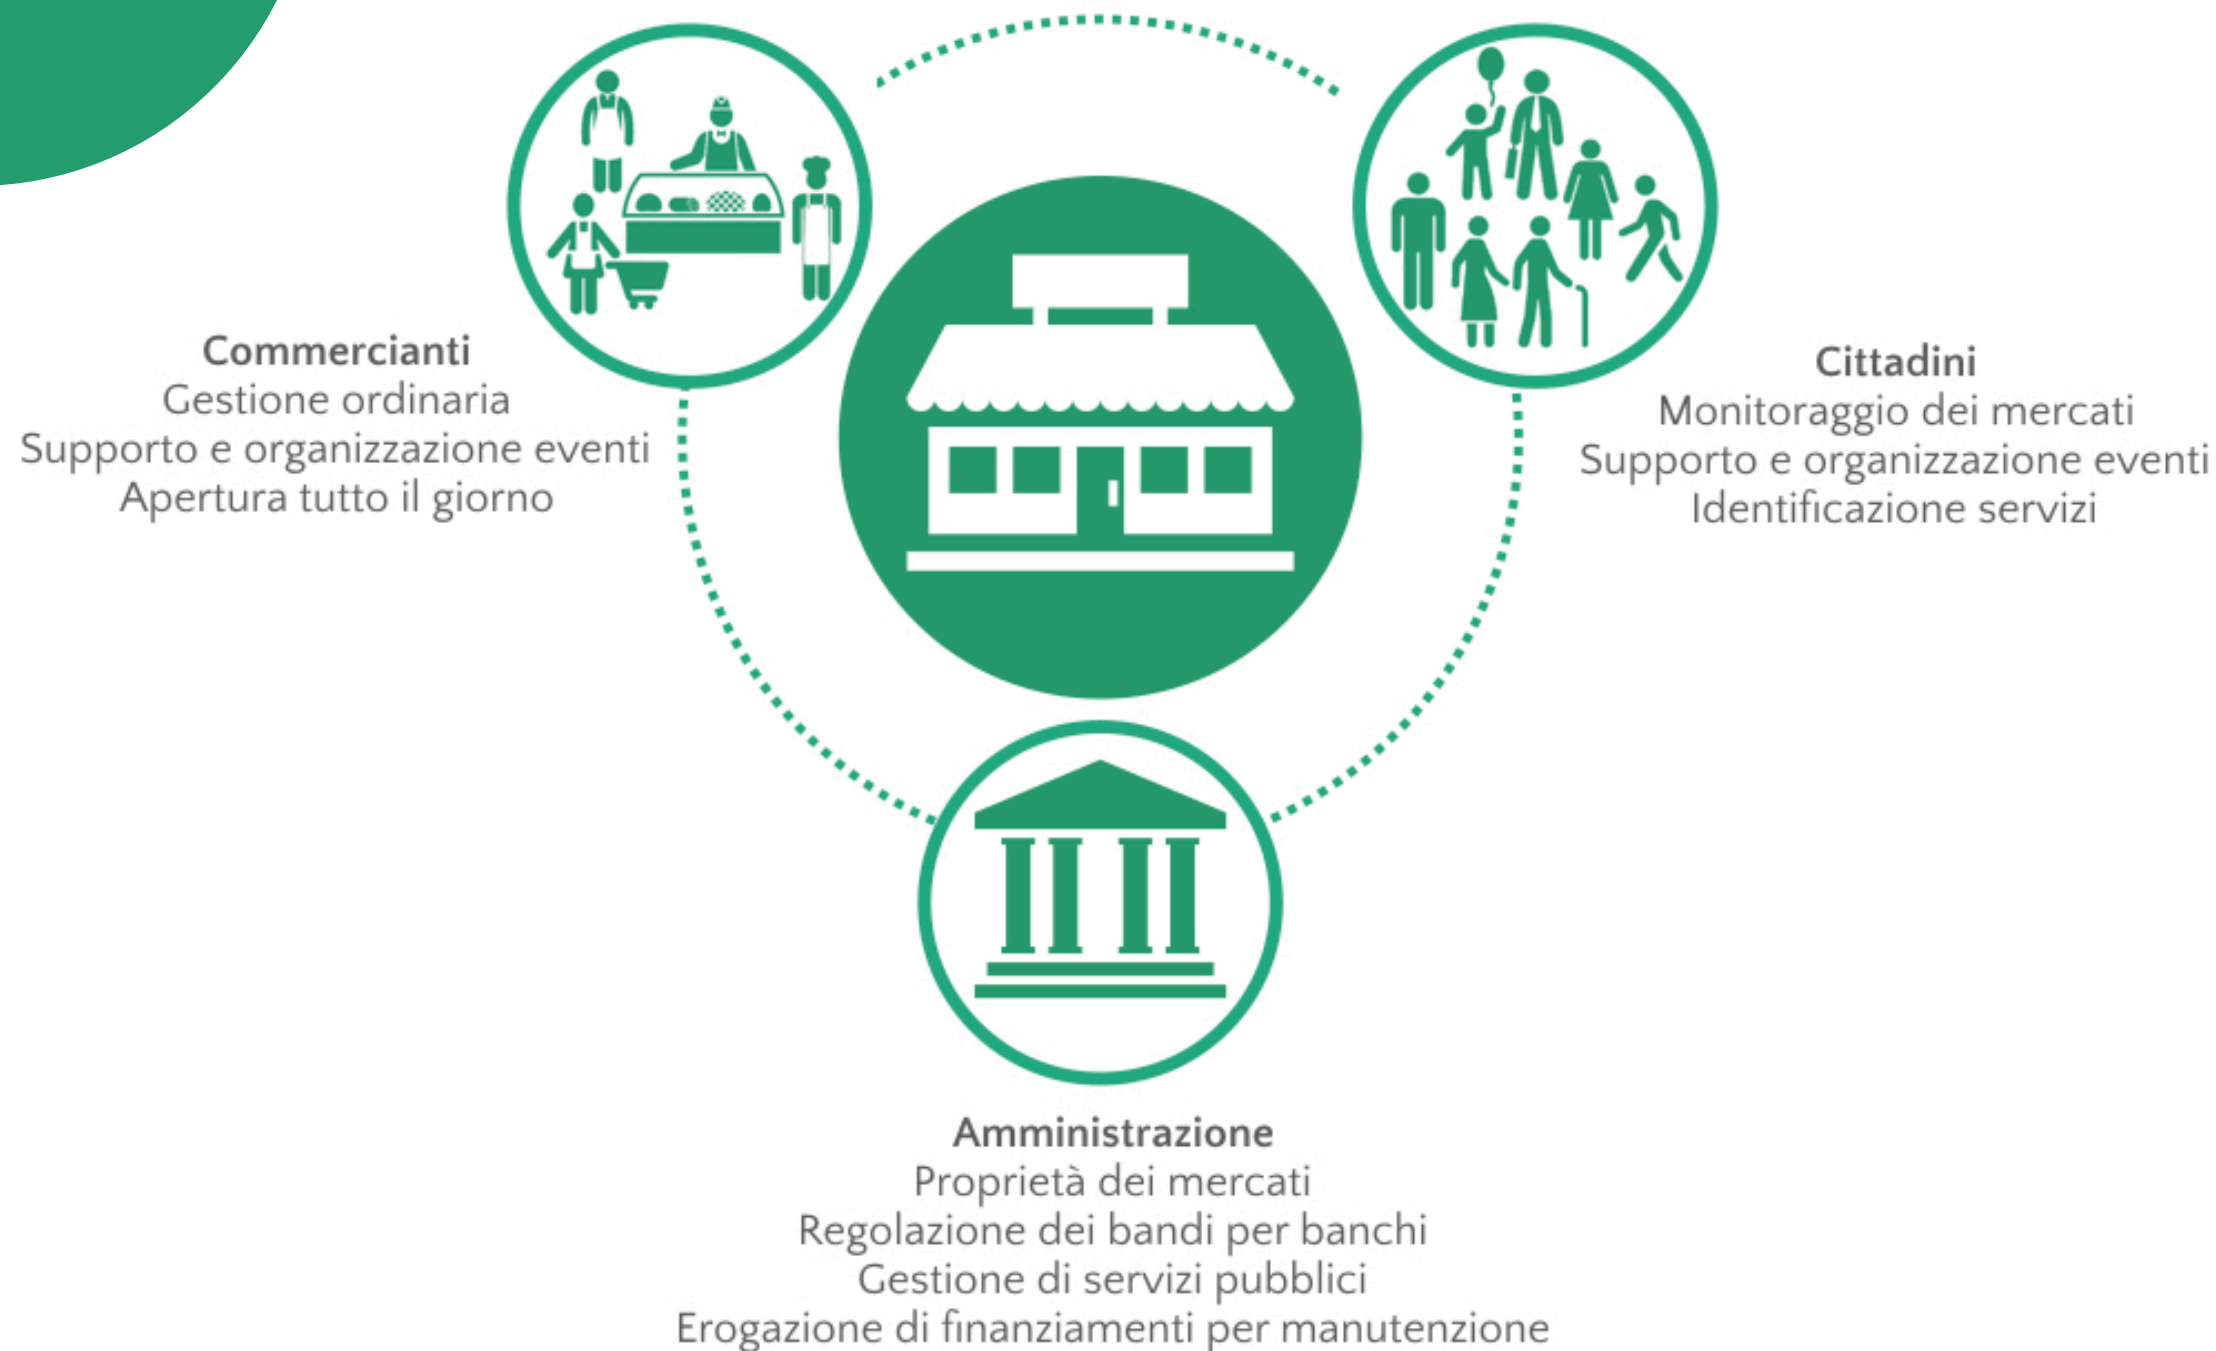 Commercianti
Gestione ordinaria
Supporto e organizzazione eventi
Apertura tutto il giorno
Cittadini
Monitoraggio dei mercati
Supporto e organizzazione eventi
Identificazione servizi
Amministrazione
Proprietà dei mercati
Regolazione dei bandi per banchi
Gestione di servizi pubblici
Erogazione di finanziamenti per manutenzione